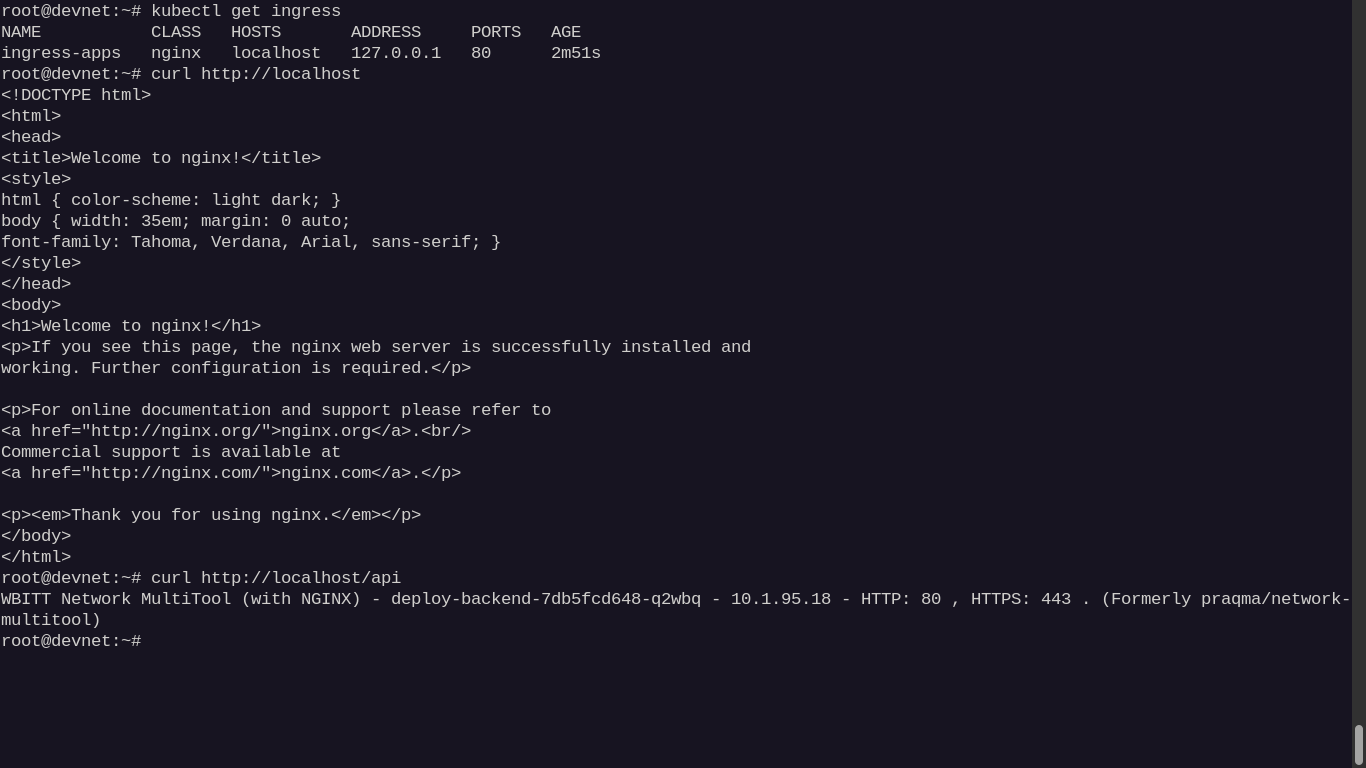 root@devnet:~# kubectl get ingress
NAME           CLASS   HOSTS       ADDRESS     PORTS   AGE
ingress-apps   nginx   localhost   127.0.0.1   80      2m51s
root@devnet:~# curl http://localhost
<!DOCTYPE html>
<html>
<head>
<title>Welcome to nginx!</title>
<style>
html { color-scheme: light dark; }
body { width: 35em; margin: 0 auto;
font-family: Tahoma, Verdana, Arial, sans-serif; }
</style>
</head>
<body>
<h1>Welcome to nginx!</h1>
<p>If you see this page, the nginx web server is successfully installed and
working. Further configuration is required.</p>

<p>For online documentation and support please refer to
<a href="http://nginx.org/">nginx.org</a>.<br/>
Commercial support is available at
<a href="http://nginx.com/">nginx.com</a>.</p>

<p><em>Thank you for using nginx.</em></p>
</body>
</html>
root@devnet:~# curl http://localhost/api
WBITT Network MultiTool (with NGINX) - deploy-backend-7db5fcd648-q2wbq - 10.1.95.18 - HTTP: 80 , HTTPS: 443 . (Formerly praqma/network-
multitool)
root@devnet:~#